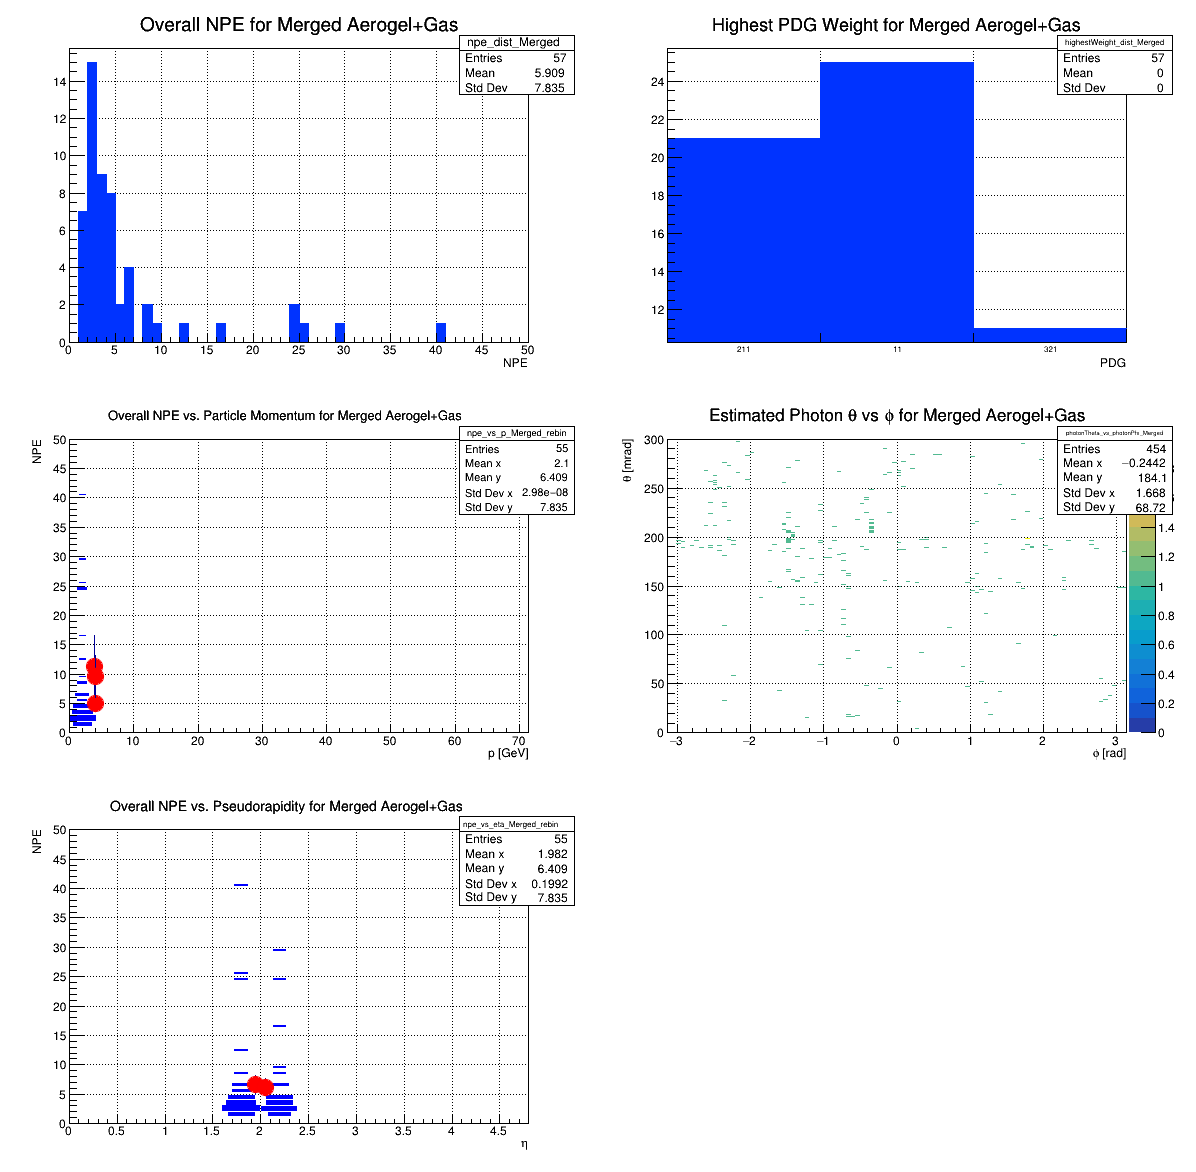 Overall NPE for Merged Aerogel+Gas
npe_dist_Merged
Entries 57
Mean 5.909
Std Dev 7.835
14
12
10
8
6
4
2
0
0 5 10 15 20 25 30 35 40 45 50
NPE
Highest PDG Weight for Merged Aerogel+Gas
highestWeight_dist_Merged
Entries 57
Mean 0
Std Dev 0
24
22
20
18
16
14
12
211 11 321
PDG
Overall NPE vs. Particle Momentum for Merged Aerogel+Gas
npe_vs_p_Merged_rebin
Entries 55
Mean x 2.1
Mean y 6.409
Std Dev x 2.98e−08
Std Dev y 7.835
NPE
50
45
40
35
30
25
20
15
10
5
0
0 10 20 30 40 50 60 70
p [GeV]
Estimated Photon θ vs ϕ for Merged Aerogel+Gas
photonTheta_vs_photonPhi_Merged
Entries 454
Mean x −0.2442
Mean y 184.1
Std Dev x 1.668
Std Dev y 68.72
θ [mrad]
300
250
200
150
100
50
0
−3 −2 −1 0 1 2 3
ϕ [rad]
1.4
1.2
1
0.8
0.6
0.4
0.2
0
Overall NPE vs. Pseudorapidity for Merged Aerogel+Gas
npe_vs_eta_Merged_rebin
Entries 55
Mean x 1.982
Mean y 6.409
Std Dev x 0.1992
Std Dev y 7.835
NPE
50
45
40
35
30
25
20
15
10
5
0
0 0.5 1 1.5 2 2.5 3 3.5 4 4.5
η